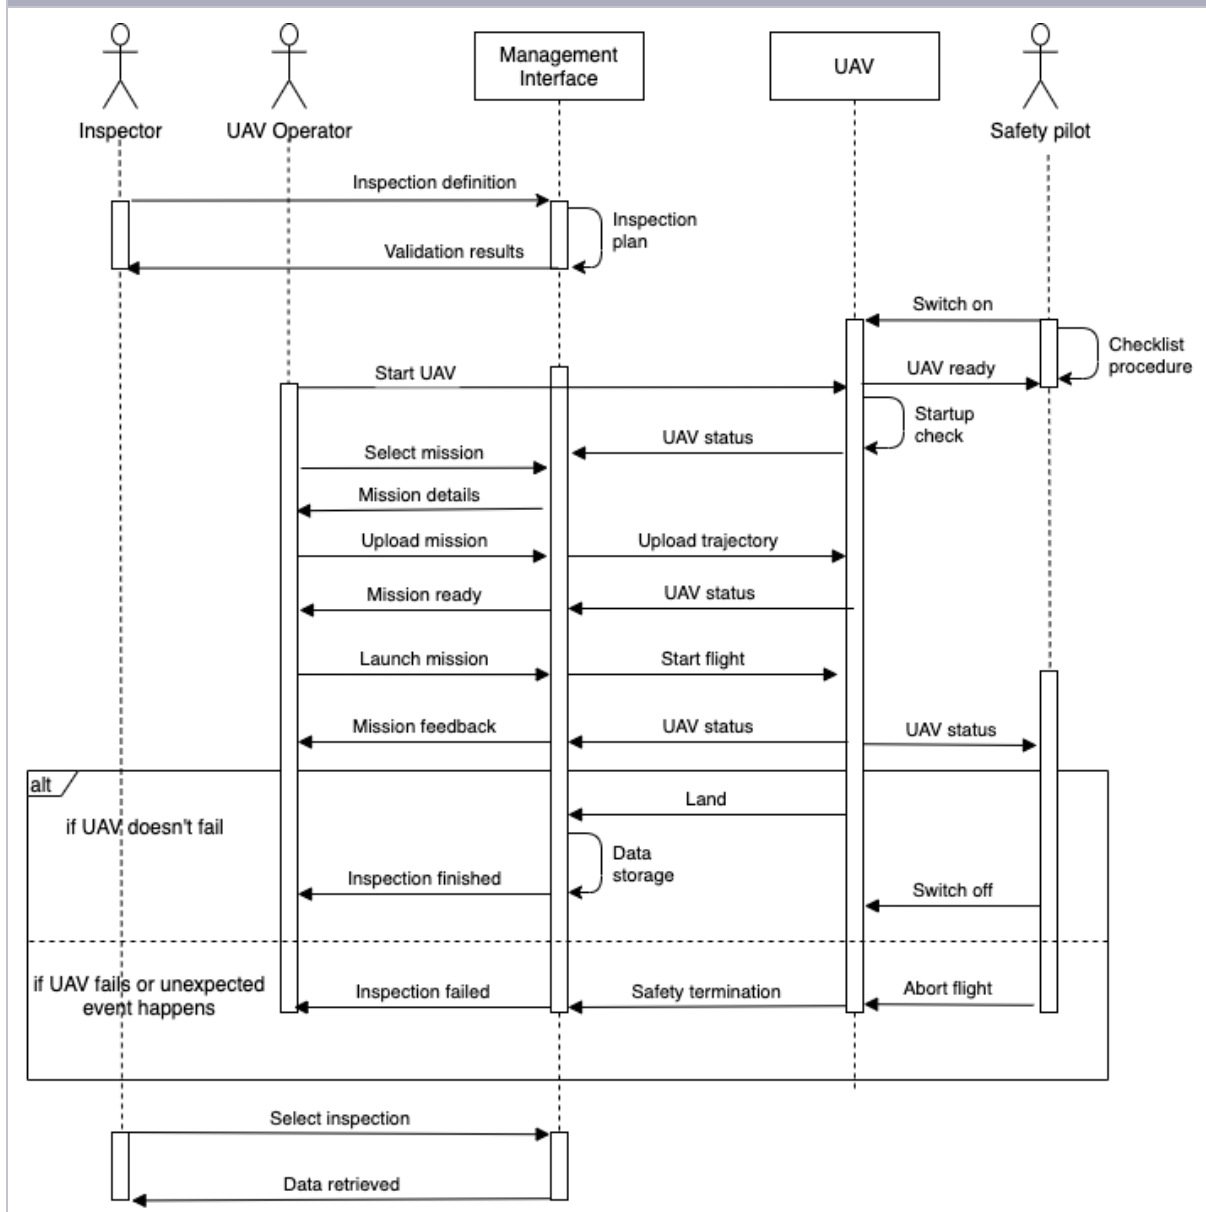 Management
Interface
UAV
Inspector
UAV Operator
Safety pilot
Inspection definition
Inspection
plan
Validation results
Switch on
Checklist
procedure
Start UAV
UAV ready
Startup
check
UAV status
Select mission
Mission details
Upload mission
Upload trajectory
Mission ready
UAV status
Launch mission
Start flight
Mission feedback
UAV status
UAV status
alt
Land
if UAV doesn't fail
Data
storage
Inspection finished
Switch off
if UAV fails or unexpected
event happens
Inspection failed
Safety termination
Abort flight
Select inspection
Data retrieved